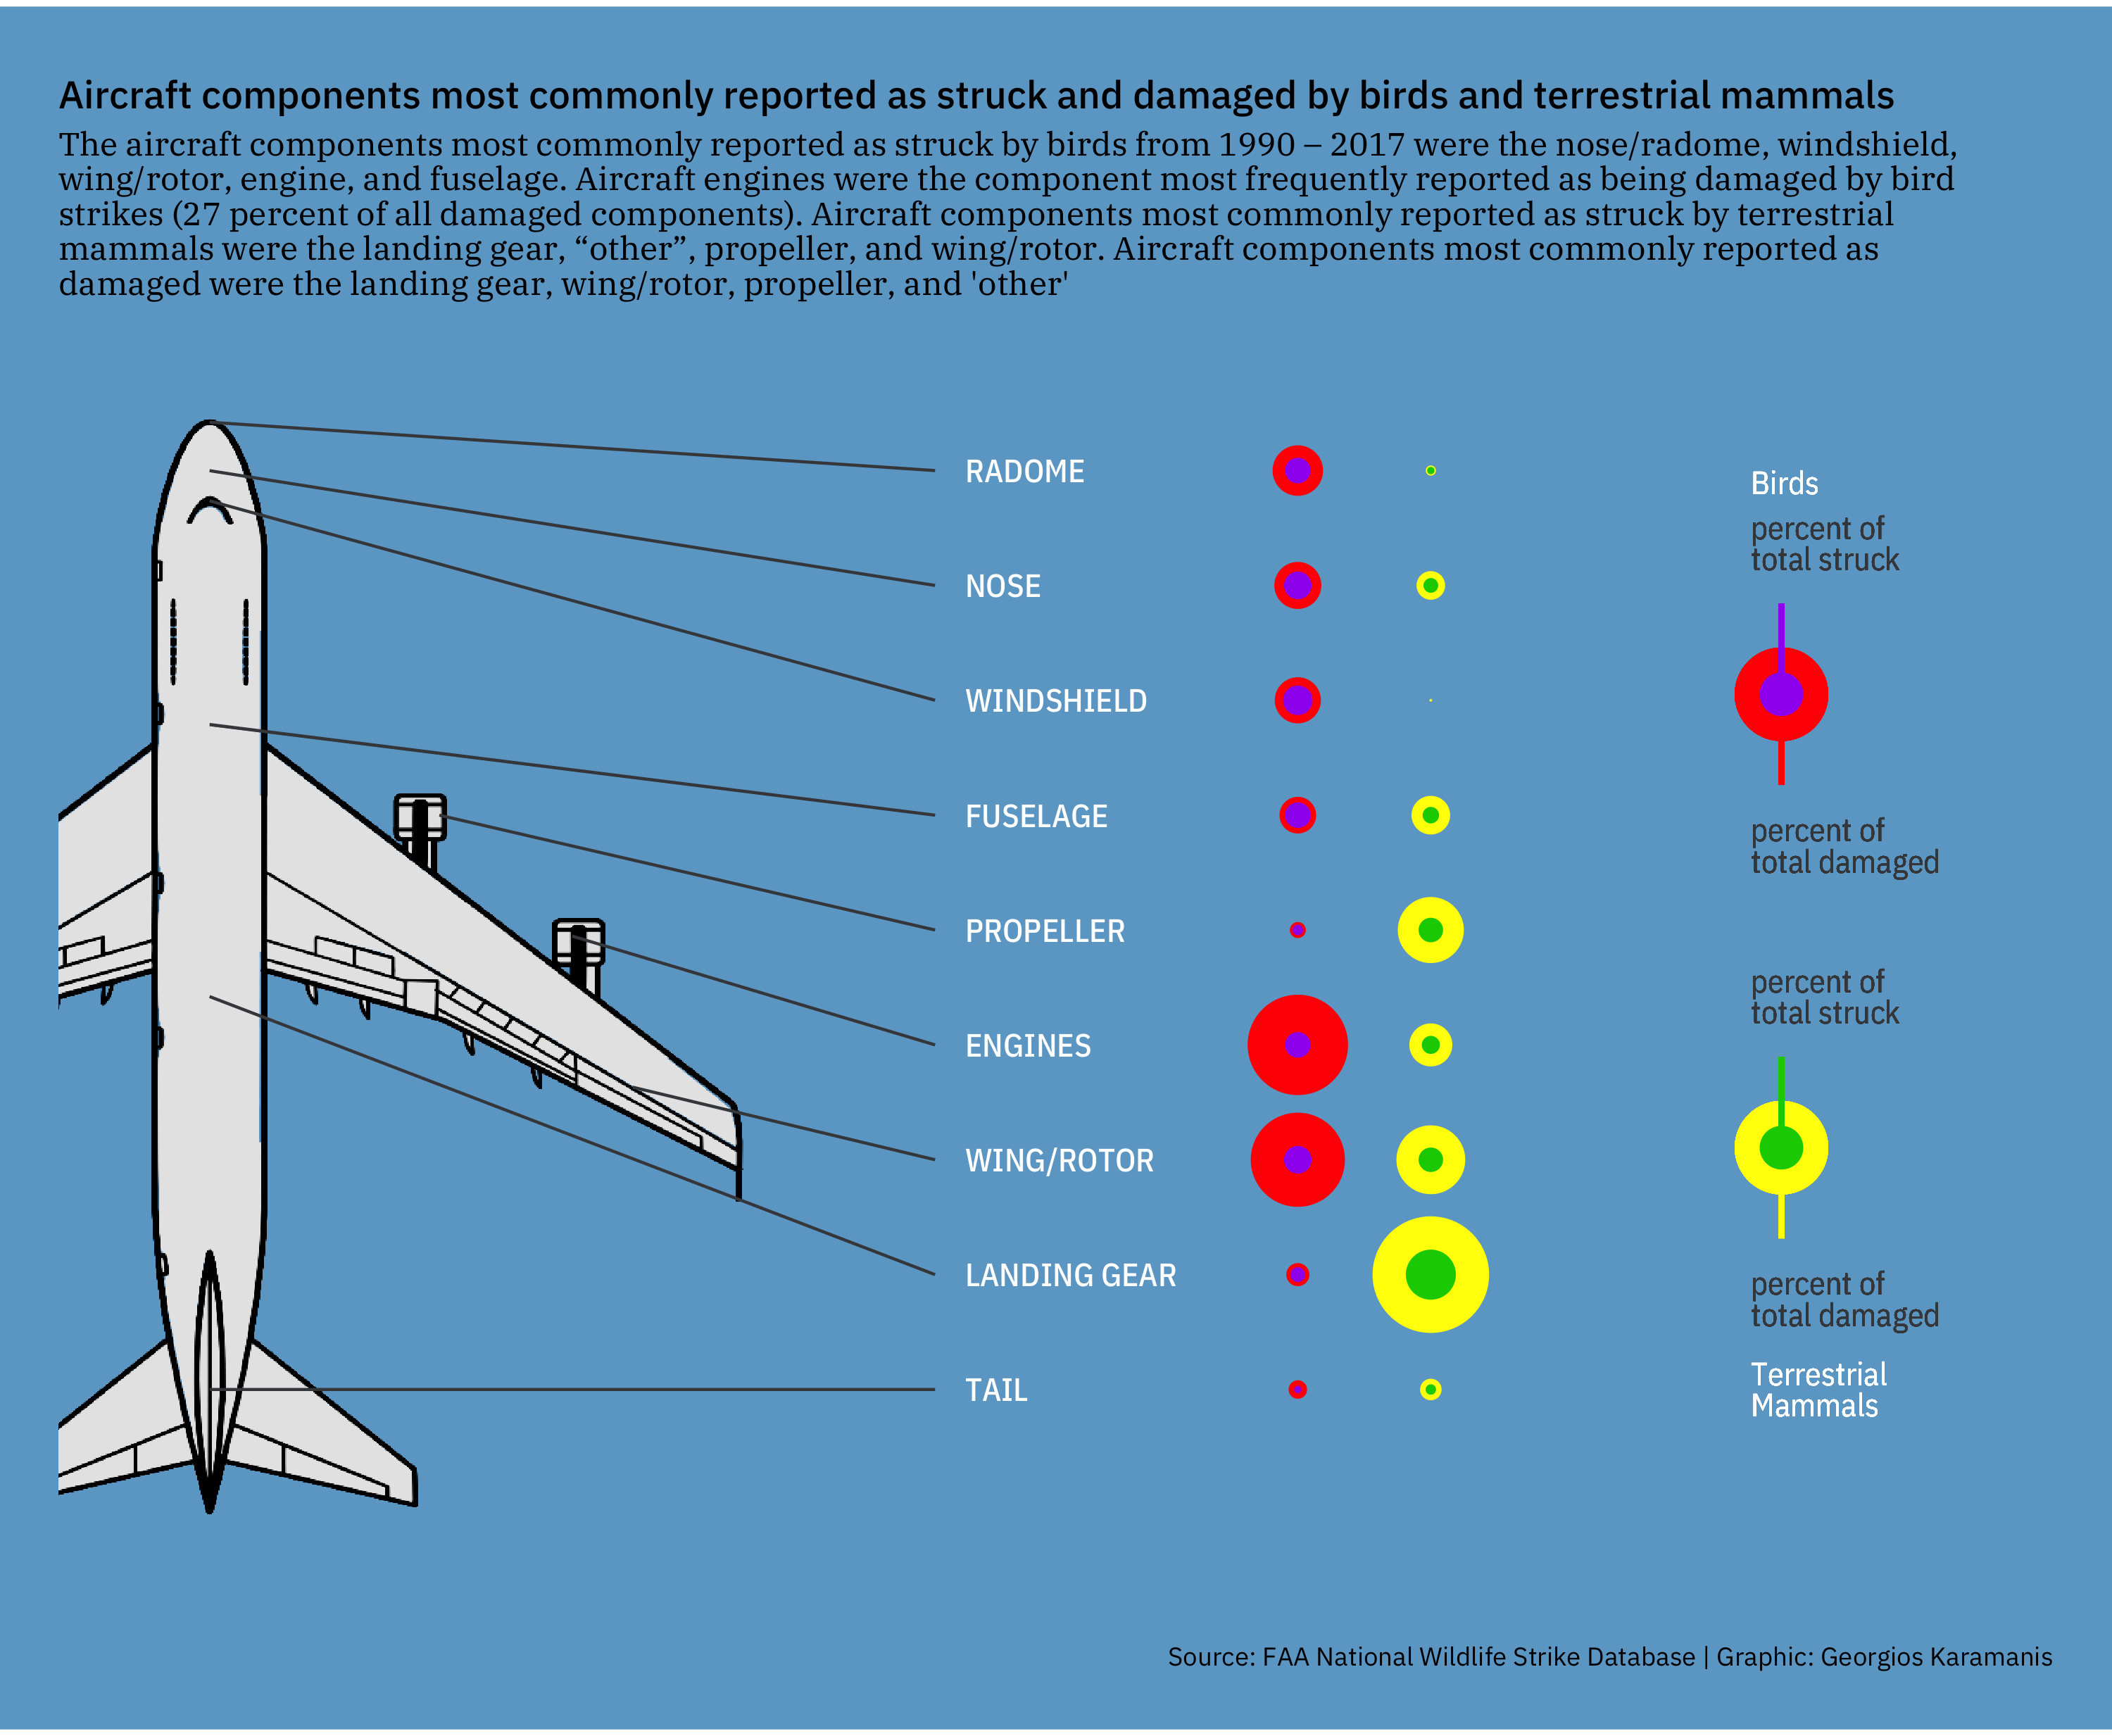 Aircraft components most commonly reported as struck and damaged by birds and terrestrial mammals
The aircraft components most commonly reported as struck by birds from 1990 – 2017 were the nose/radome, windshield,
wing/rotor, engine, and fuselage. Aircraft engines were the component most frequently reported as being damaged by bird
strikes (27 percent of all damaged components). Aircraft components most commonly reported as struck by terrestrial
mammals were the landing gear, “other”, propeller, and wing/rotor. Aircraft components most commonly reported as
damaged were the landing gear, wing/rotor, propeller, and 'other'
RADOME
NOSE
WINDSHIELD
FUSELAGE
PROPELLER
ENGINES
WING/ROTOR
LANDING GEAR
TAIL
Birds
percent of
total struck
percent of
total damaged
percent of
total struck
percent of
total damaged
Terrestrial
Mammals
Source: FAA National Wildlife Strike Database | Graphic: Georgios Karamanis